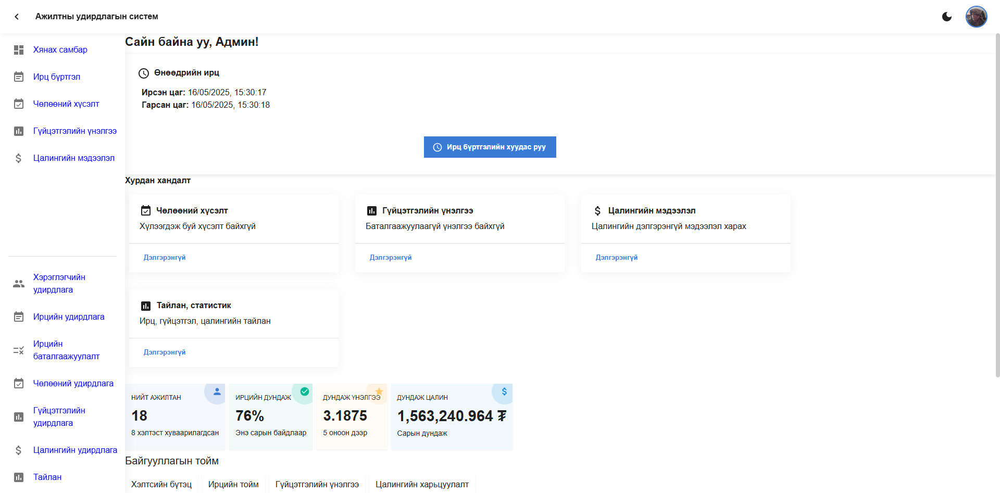 Ажилтны удирдлагын систем
Хянах самбар
Ирц бүртгэл
Чөлөөний хүсэлт
Гүйцэтгэлийн үнэлгээ
Цалингийн мэдээлэл
Хэрэглэгчийн
удирдлага
Ирцийн удирдлага
Ирцийн
баталгаажуулалт
Чөлөөний удирдлага
Гүйцэтгэлийн
удирдлага
Цалингийн удирдлага
Тайлан
Сайн байна уу, Админ!
Өнөөдрийн ирц
Ирсэн цаг: 16/05/2025, 15:30:17
Гарсан цаг: 16/05/2025, 15:30:18
Ирц бүртгэлийн хуудас руу
Хурдан хандалт
Чөлөөний хүсэлт
Хүлээгдэж буй хүсэлт байхгүй
Дэлгэрэнгүй
Гүйцэтгэлийн үнэлгээ
Баталгаажуулаагүй үнэлгээ байхгүй
Дэлгэрэнгүй
Цалингийн мэдээлэл
Цалингийн дэлгэрэнгүй мэдээлэл харах
Дэлгэрэнгүй
Тайлан, статистик
Ирц, гүйцэтгэл, цалингийн тайлан
Дэлгэрэнгүй
НИЙТ АЖИЛТАН
18
8 хэлтэст хуваарилагдсан
ИРЦИЙН ДУНДАЖ
76%
Энэ сарын байдлаар
ДУНДАЖ ҮНЭЛГЭЭ
3.1875
5 оноон дээр
ДУНДАЖ ЦАЛИН
1,563,240.964 ₮
Сарын дундаж
Байгууллагын тойм
Хэлтсийн бүтэц
Ирцийн тойм
Гүйцэтгэлийн үнэлгээ
Цалингийн харьцуулалт